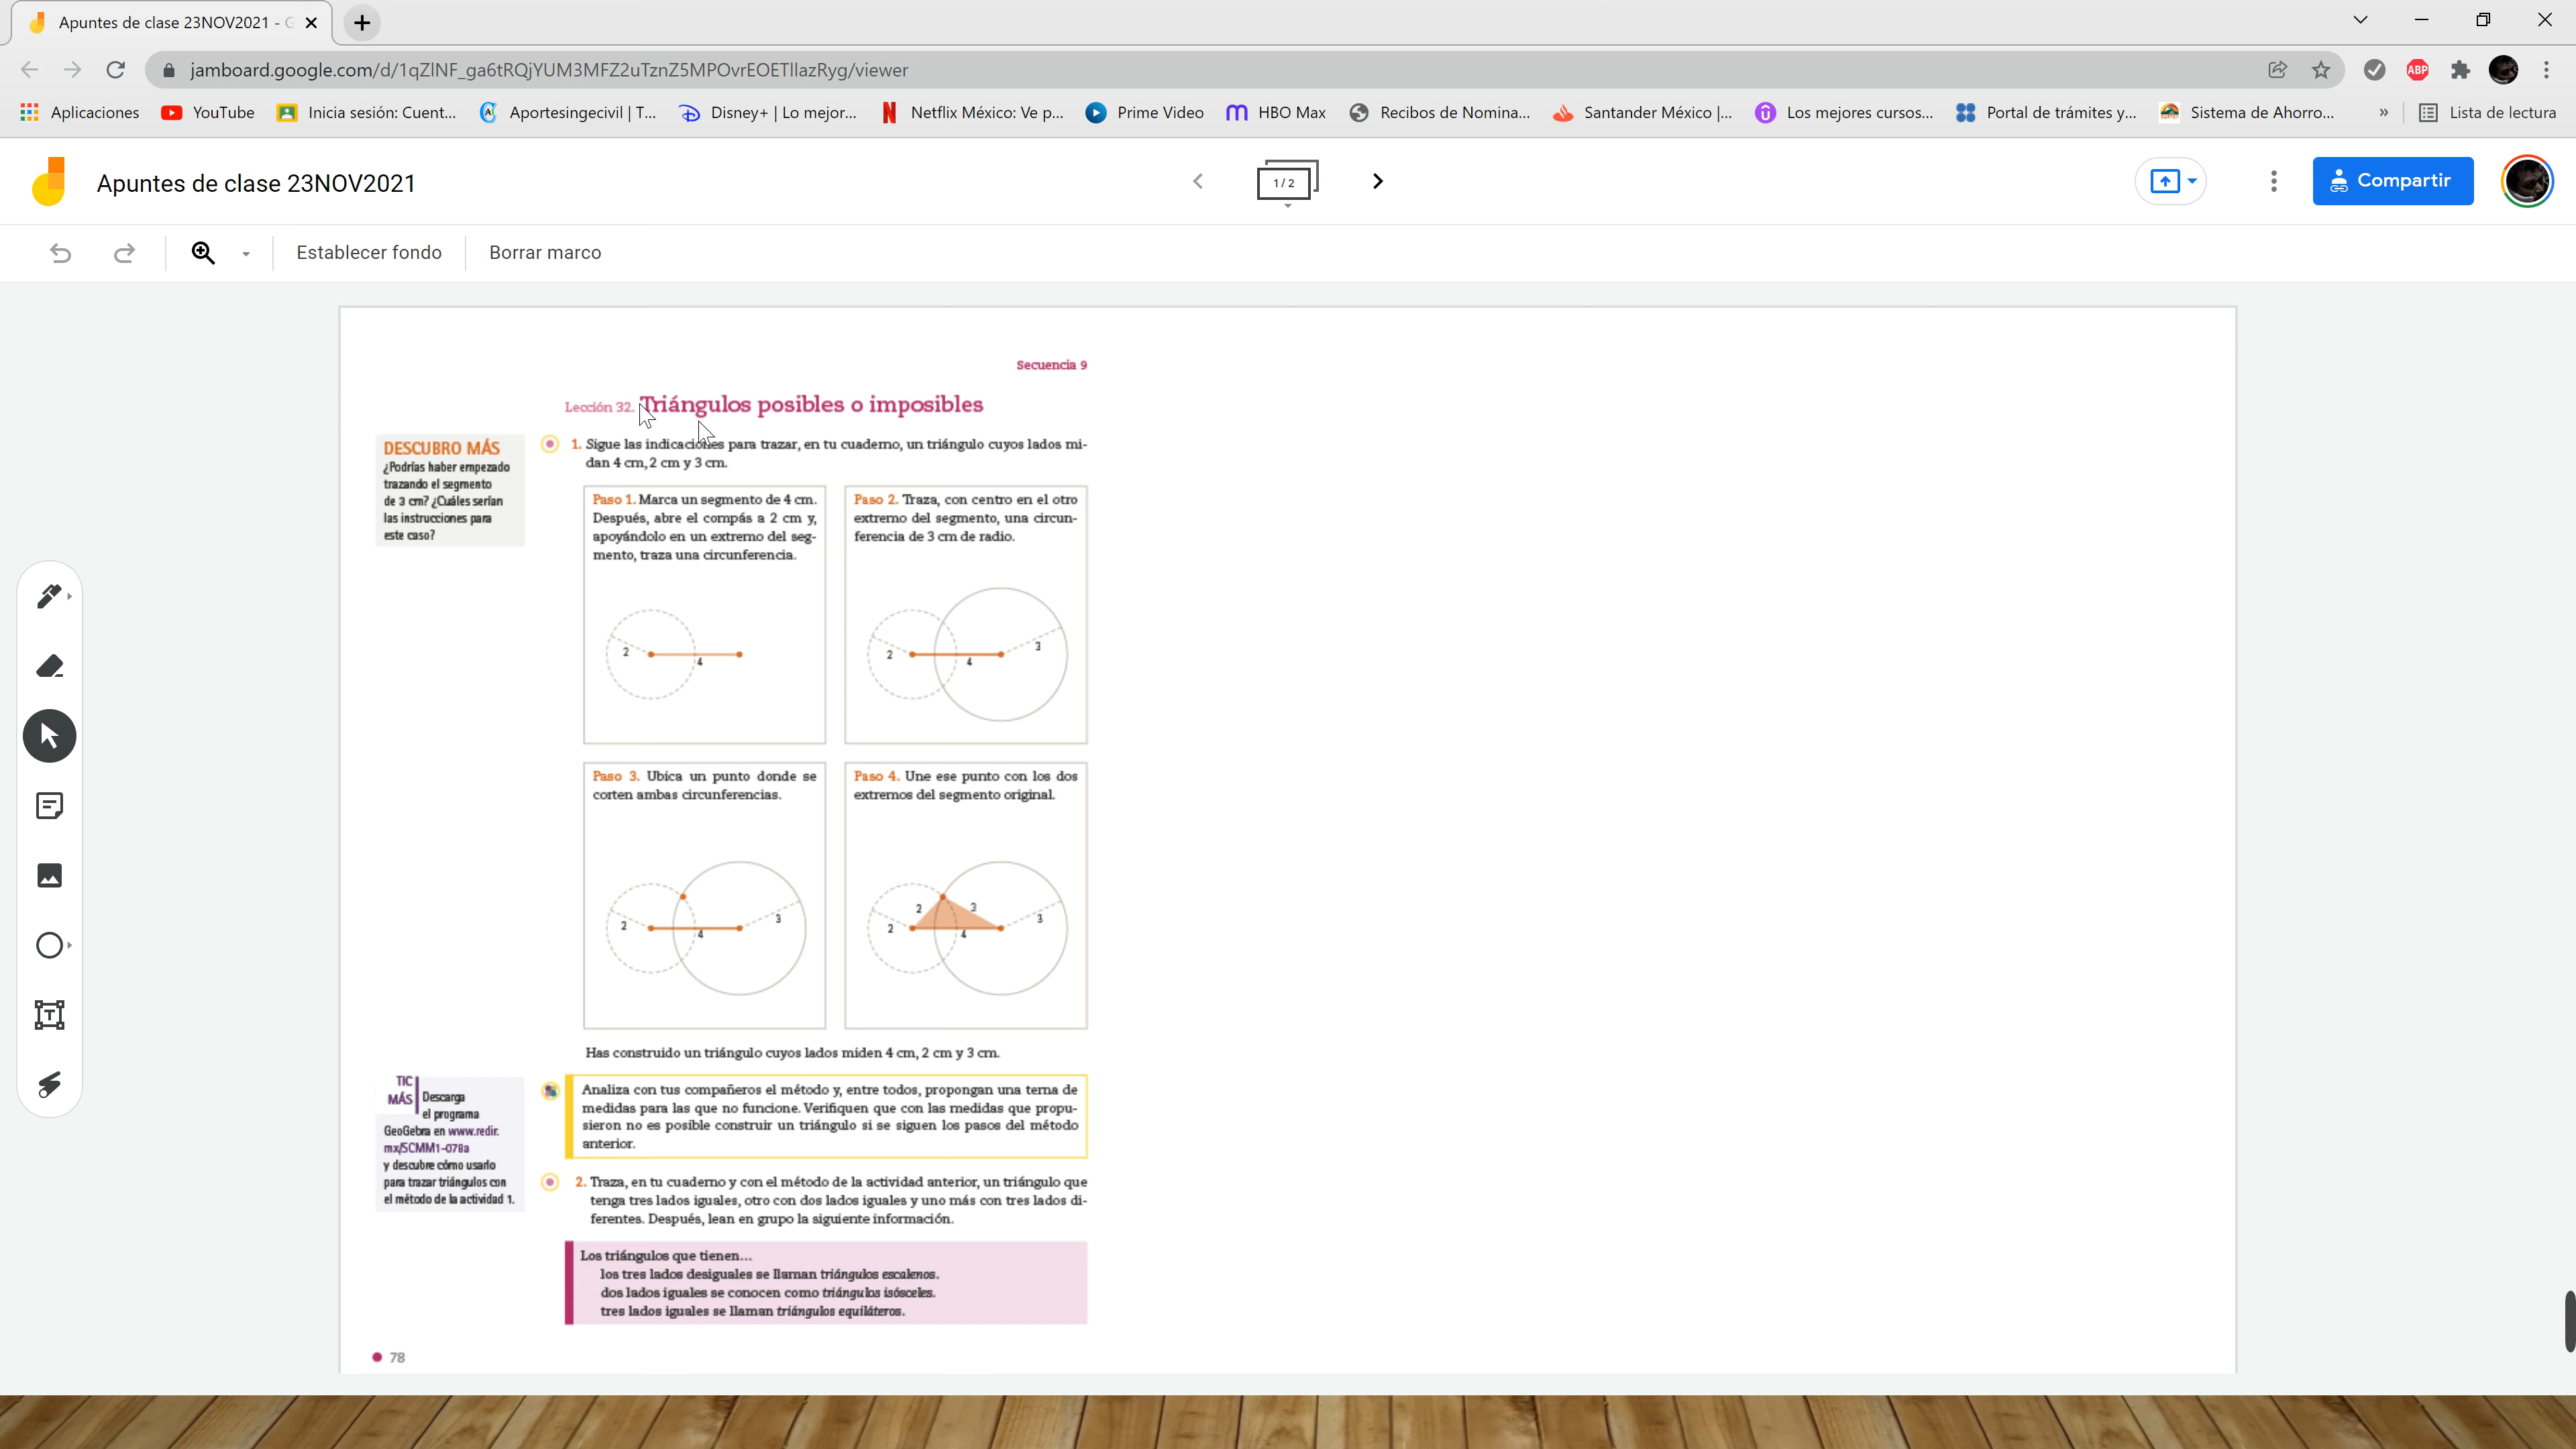 Apuntes de clase 23NOV2021 - G
jamboard.google.com/d/1qZlNF_ga6tRQjYUM3MFZ2uTznZ5MPOvrEOETllazRyg/viewer
ABP
Aplicaciones YouTube Inicia sesión: Cuent... Aportesingecivil | T... Disney+ | Lo mejor... Netflix México: Ve p... Prime Video HBO Max Recibos de Nomina... Santander México |... Los mejores cursos... Portal de trámites y... Sistema de Ahorro... » Lista de lectura
Apuntes de clase 23NOV2021
1 / 2
Compartir
Establecer fondo Borrar marco
Secuencia 9
Lección 32. Triángulos posibles o imposibles
DESCUBRO MÁS
¿Podrías haber empezado
trazando el segmento
de 3 cm? ¿Cuáles serían
las instrucciones para
este caso?
1. Sigue las indicaciones para trazar, en tu cuaderno, un triángulo cuyos lados mi-
dan 4 cm, 2 cm y 3 cm.
Paso 1. Marca un segmento de 4 cm.
Después, abre el compás a 2 cm y,
apoyándolo en un extremo del seg-
mento, traza una circunferencia.
2
4
Paso 2. Traza, con centro en el otro
extremo del segmento, una circun-
ferencia de 3 cm de radio.
2
4
3
Paso 3. Ubica un punto donde se
corten ambas circunferencias.
2
4
3
Paso 4. Une ese punto con los dos
extremos del segmento original.
2
3
2
4
3
Has construido un triángulo cuyos lados miden 4 cm, 2 cm y 3 cm.
TIC
MÁS Descarga
el programa
GeoGebra en www.redir.
mx/SCMM1-078a
y descubre cómo usarlo
para trazar triángulos con
el método de la actividad 1.
Analiza con tus compañeros el método y, entre todos, propongan una terna de
medidas para las que no funcione. Verifiquen que con las medidas que propu-
sieron no es posible construir un triángulo si se siguen los pasos del método
anterior.
2. Traza, en tu cuaderno y con el método de la actividad anterior, un triángulo que
tenga tres lados iguales, otro con dos lados iguales y uno más con tres lados di-
ferentes. Después, lean en grupo la siguiente información.
Los triángulos que tienen...
los tres lados desiguales se llaman triángulos escalenos.
dos lados iguales se conocen como triángulos isósceles.
tres lados iguales se llaman triángulos equiláteros.
78